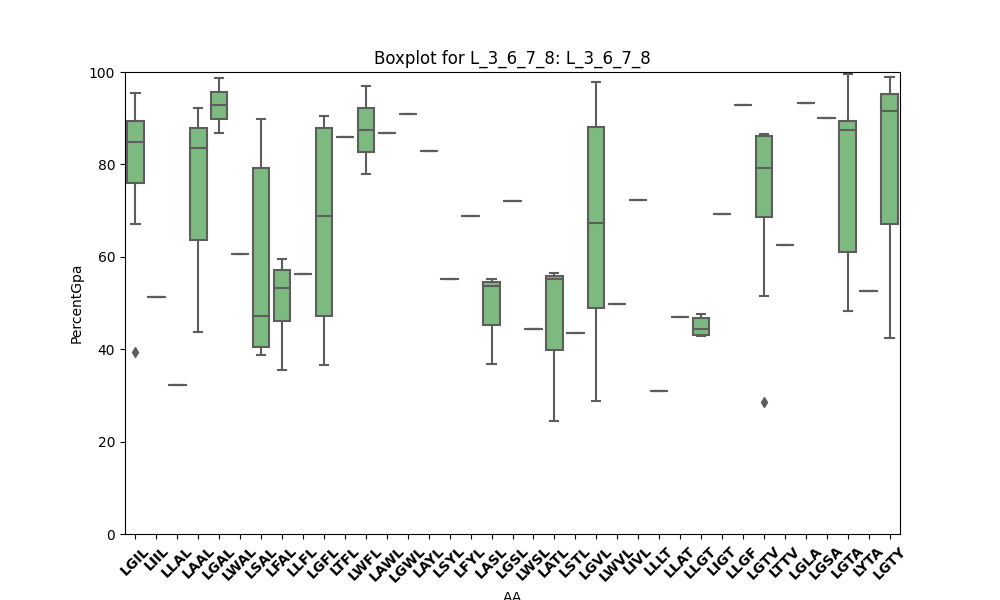 Boxplot for L_3_6_7_8: L_3_6_7_8
PercentGpa
100
80
60
40
20
0
LGIL LIIL LLAL LAAL LGAL LWAL LSAL LFAL LLFL LGFL LTFL LWFL LAWL LGWL LAYL LSYL LFYL LASL LGSL LWSL LATL LSTL LGVL LWVL LIVL LLLT LLAT LLGT LIGT LLGF LGTV LTTV LGLA LGSA LGTA LYTA LGTY
AA